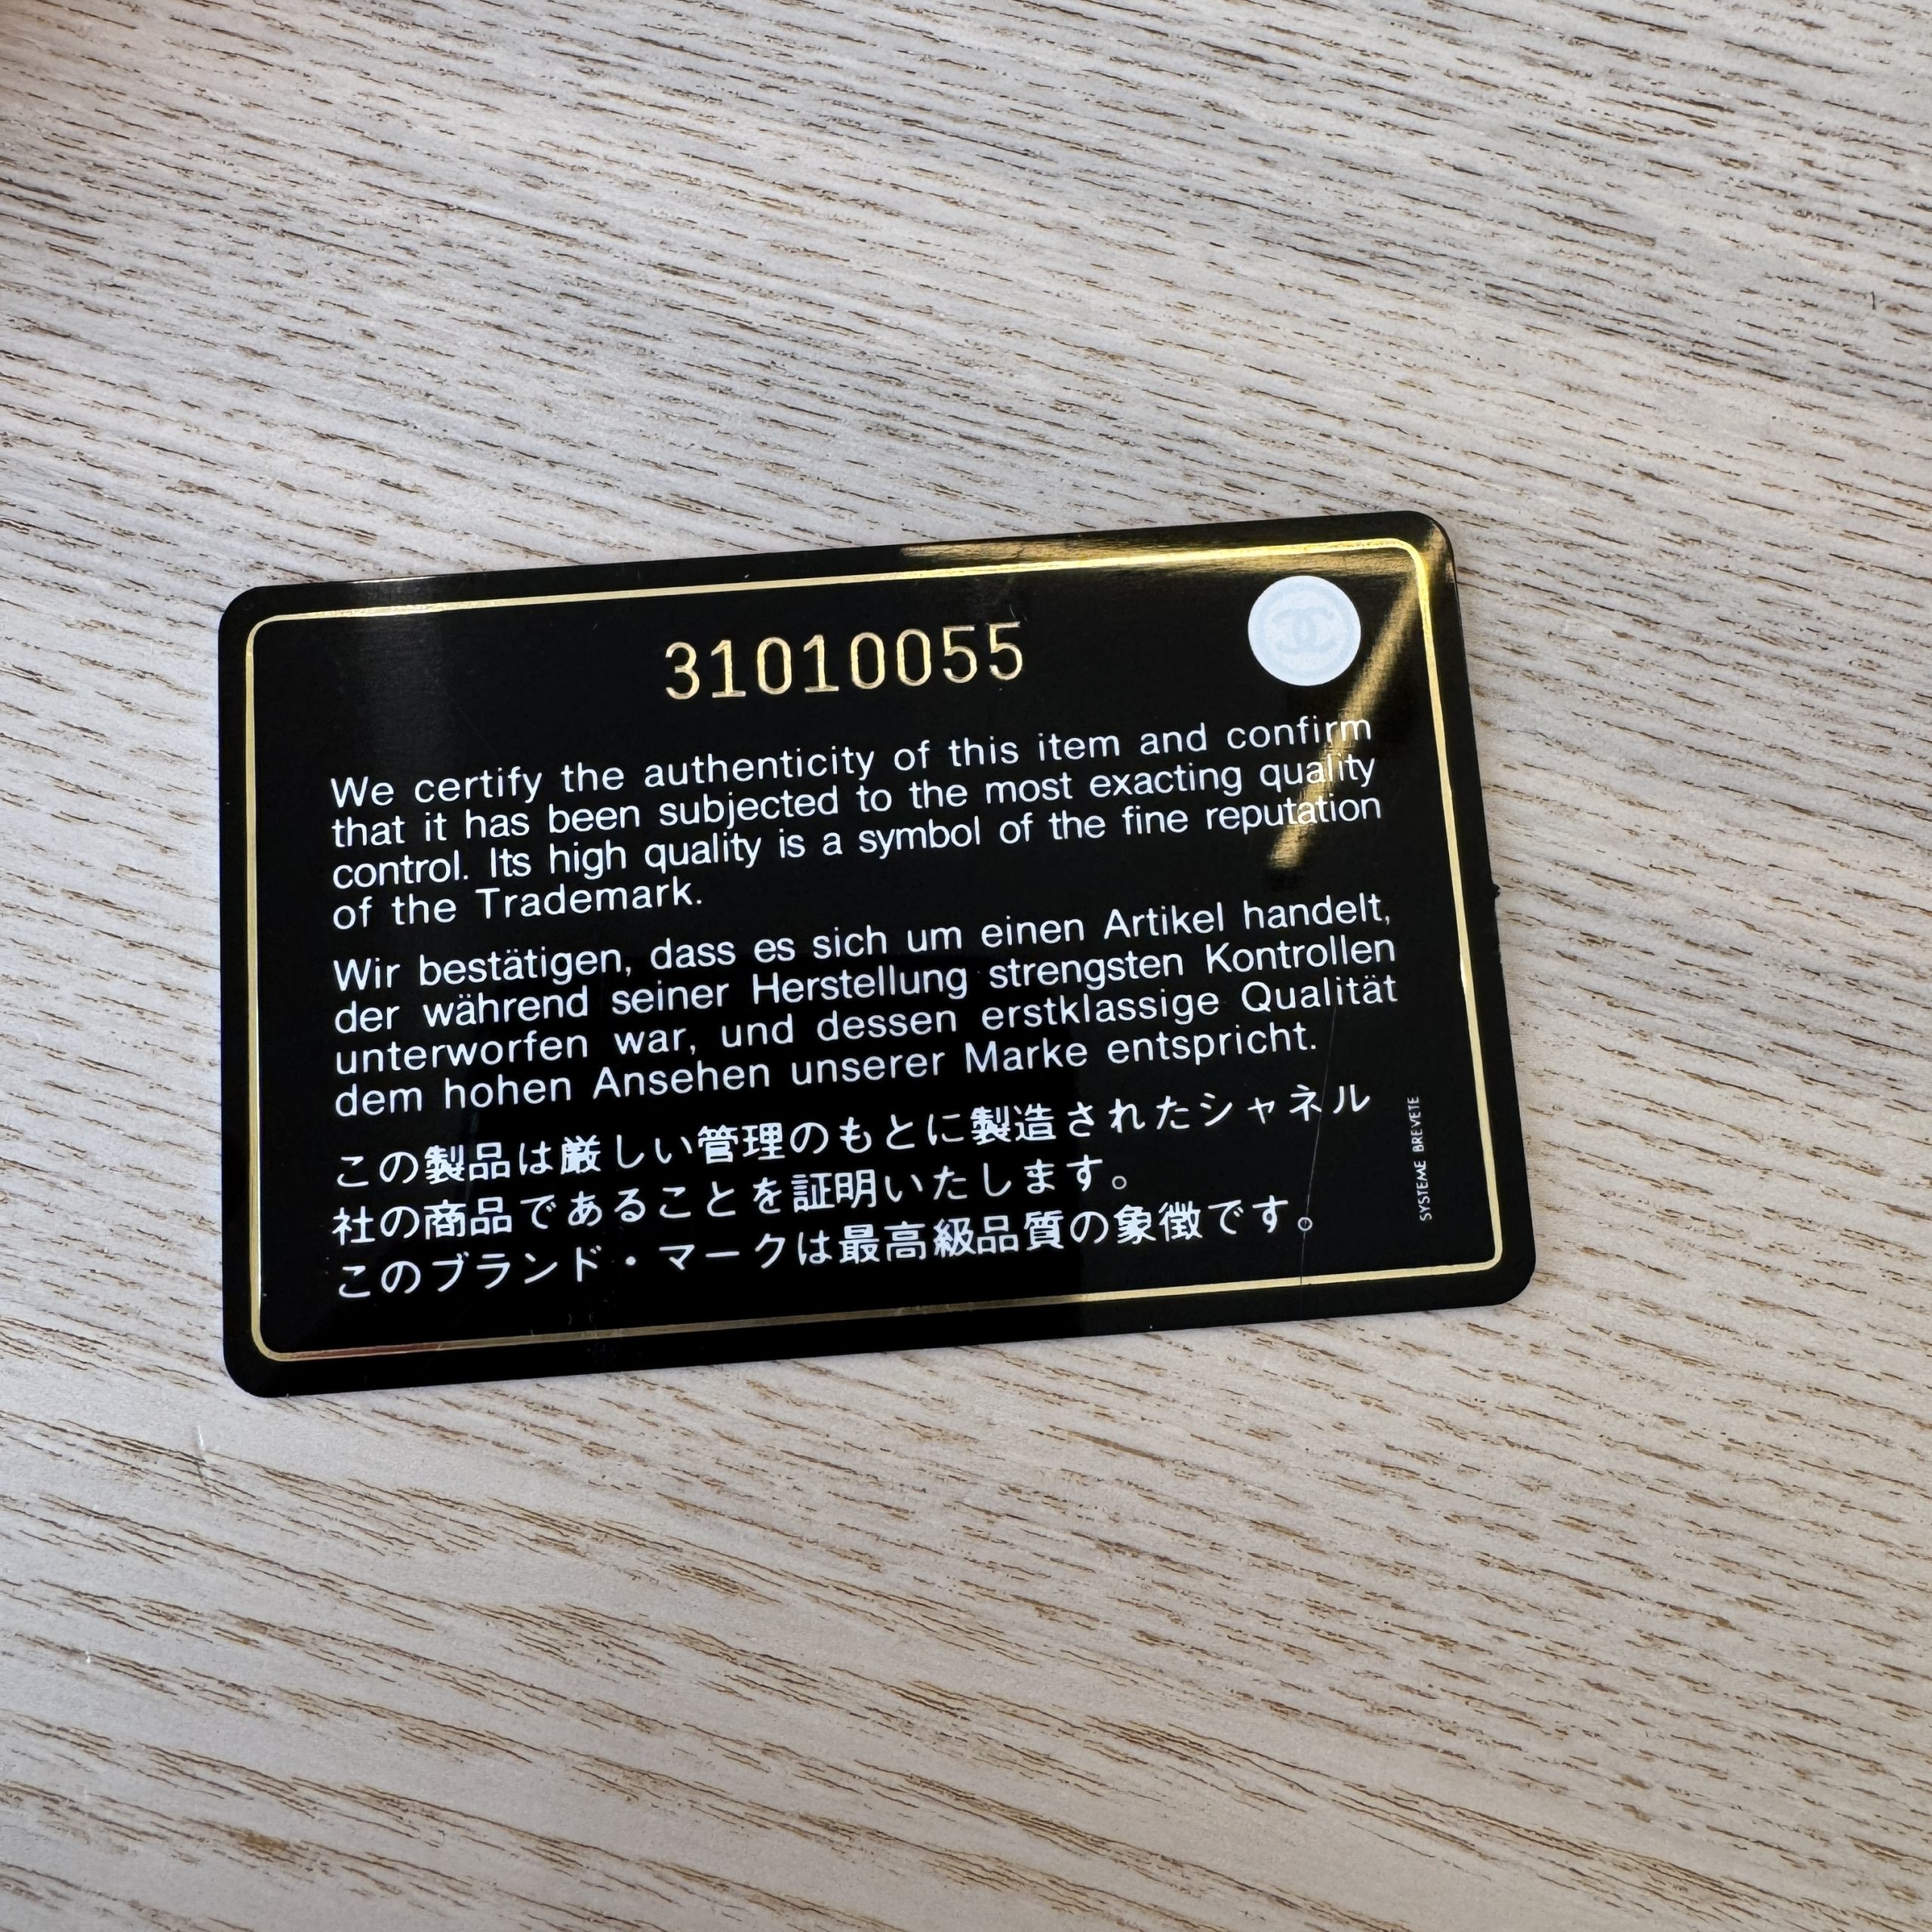 31010055
We certify the authenticity of this item and confirm
that it has been subjected to the most exacting quality
control. Its high quality is a symbol of the fine reputation
of the Trademark.
Wir bestätigen, dass es sich um einen Artikel handelt,
der während seiner Herstellung strengsten Kontrollen
unterworfen war, und dessen erstklassige Qualität
dem hohen Ansehen unserer Marke entspricht.
この製品は厳しい管理のもとに製造されたシャネル
社の商品であることを証明いたします。
このブランド・マークは最高級品質の象徴です。
SYSTEME BREVETE